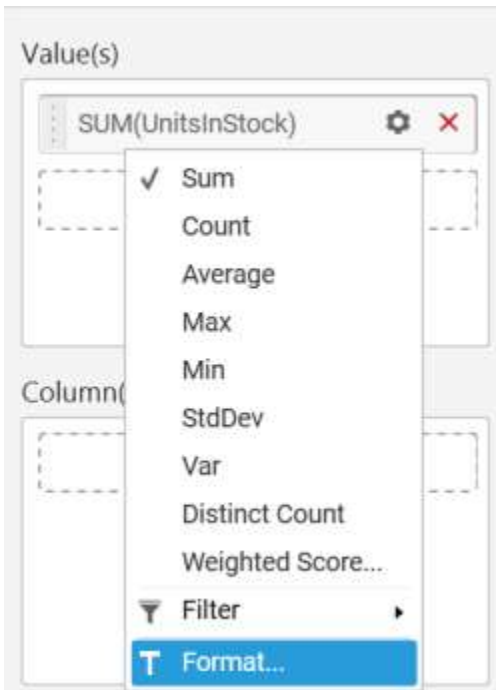 Value(s)
SUM(UnitsInStock)
Sum
Count
Average
Max
Min
Column(
StdDev
Var
Distinct Count
Weighted Score...
Filter
Format...